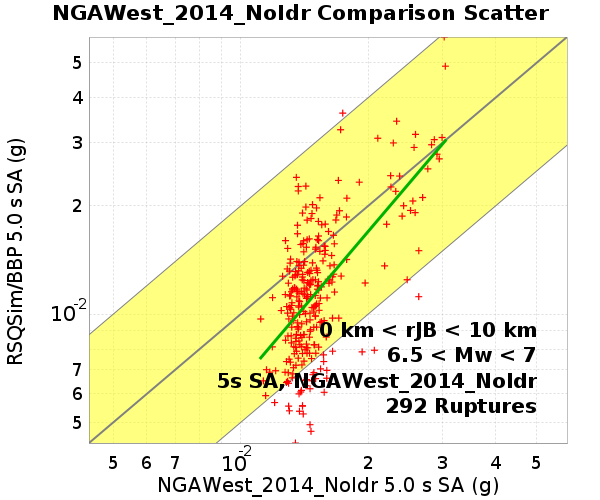 NGAWest_2014_NoIdr Comparison Scatter
RSQSim/BBP 5.0 s SA (g)
5
4
3
2
10-2
7
6
5
0 km < rJB < 10 km
6.5 < Mw < 7
5s SA, NGAWest_2014_NoIdr
292 Ruptures
5 6 7 10-2 2 3 4 5
NGAWest_2014_NoIdr 5.0 s SA (g)